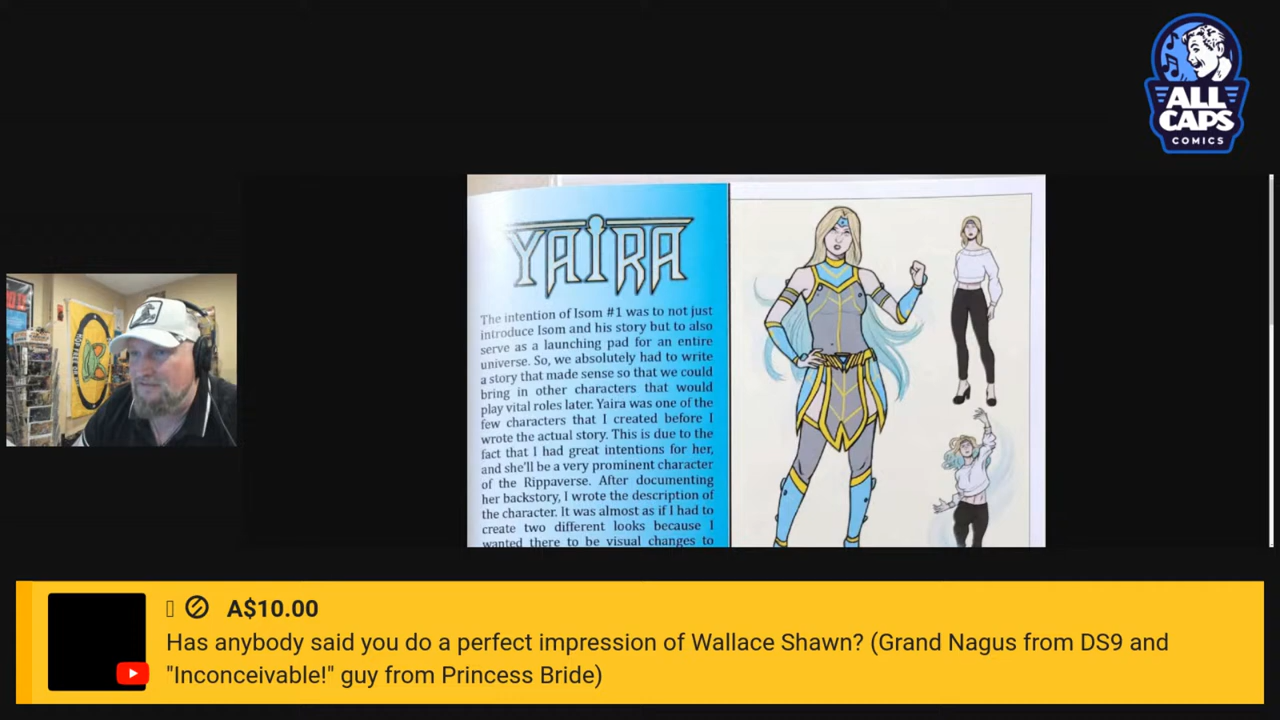 ALL
CAPS
COMICS
YAIRA
The intention of Isom #1 was to not just
introduce Isom and his story but to also
serve as a launching pad for an entire
universe. So, we absolutely had to write
a story that made sense so that we could
bring in other characters that would
play vital roles later. Yaira was one of the
few characters that I created before I
wrote the actual story. This is due to the
fact that I had great intentions for her,
and she'll be a very prominent character
of the Rippaverse. After documenting
her backstory, I wrote the description of
the character. It was almost as if I had to
create two different looks because I
wanted there to be visual changes to
A$10.00
Has anybody said you do a perfect impression of Wallace Shawn? (Grand Nagus from DS9 and
"Inconceivable!" guy from Princess Bride)